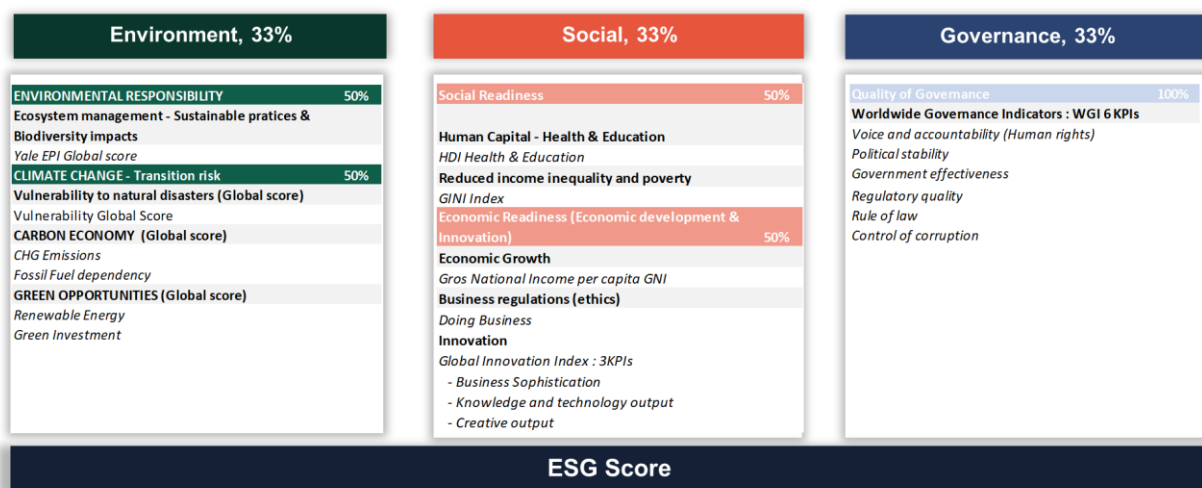 Environment, 33%
ENVIRONMENTAL RESPONSIBILITY 50%
Ecosystem management - Sustainable pratices &
Biodiversity impacts
Yale EPI Global score
CLIMATE CHANGE - Transition risk 50%
Vulnerability to natural disasters (Global score)
Vulnerability Global Score
CARBON ECONOMY (Global score)
CHG Emissions
Fossil Fuel dependency
GREEN OPPORTUNITIES (Global score)
Renewable Energy
Green Investment
Social, 33%
Social Readiness 50%
Human Capital - Health & Education
HDI Health & Education
Reduced income inequality and poverty
GINI Index
Economic Readiness (Economic development &
Innovation) 50%
Economic Growth
Gros National Income per capita GNI
Business regulations (ethics)
Doing Business
Innovation
Global Innovation Index : 3KPIs
- Business Sophistication
- Knowledge and technology output
- Creative output
Governance, 33%
Quality of Governance 100%
Worldwide Governance Indicators : WGI 6 KPIs
Voice and accountability (Human rights)
Political stability
Government effectiveness
Regulatory quality
Rule of law
Control of corruption
ESG Score